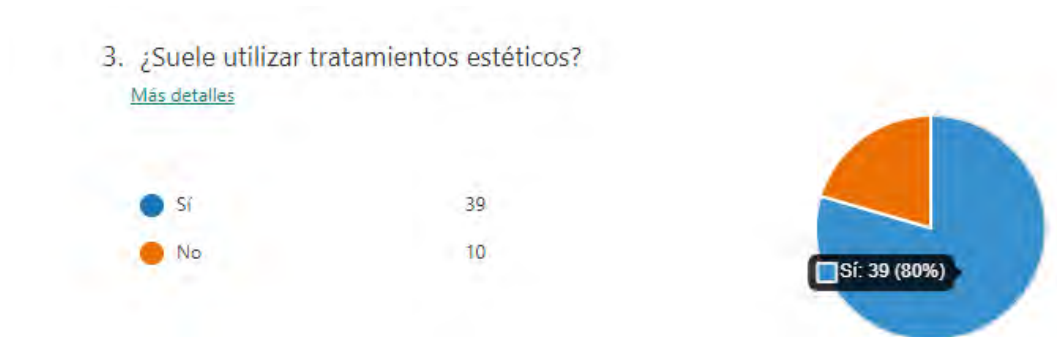 3. ¿Suele utilizar tratamientos estéticos?
Más detalles
Sí 39
No 10
Sí: 39 (80%)